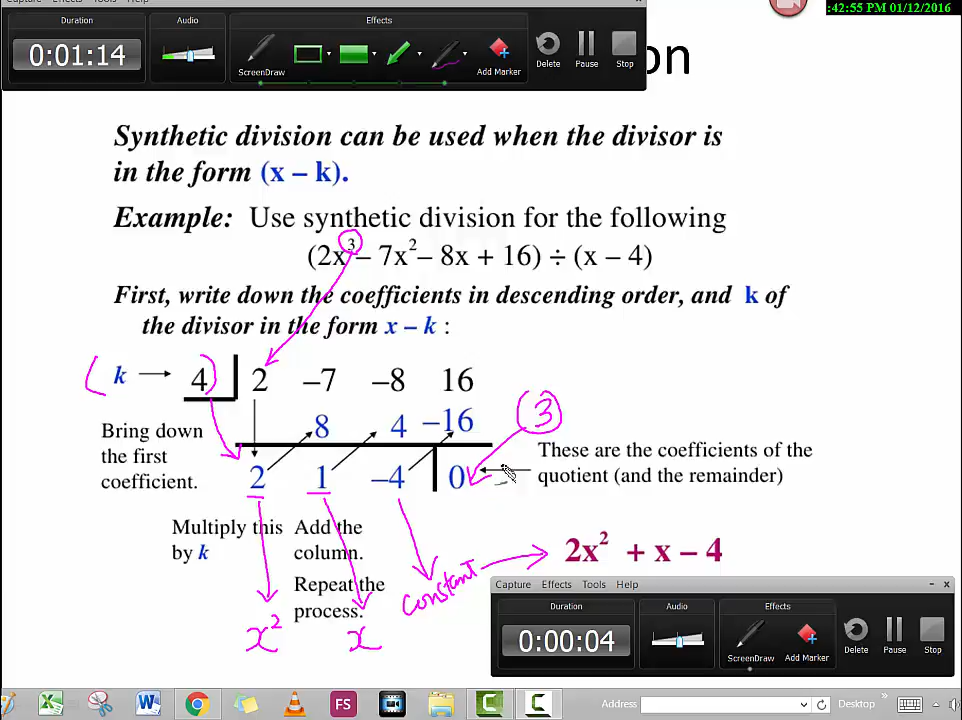 Capture Effects Tools Help
:42:55 PM 01/12/2016
Duration Audio Effects
0:01:14
ScreenDraw Add Marker Delete Pause Stop
on
Synthetic division can be used when the divisor is
in the form (x – k).
Example: Use synthetic division for the following
(2x³– 7x²– 8x + 16) ÷ (x – 4)
First, write down the coefficients in descending order, and k of
the divisor in the form x – k :
( k → 4 ) 2 –7 –8 16
8 4 –16 3
Bring down
the first
coefficient.
2 1 –4 0
These are the coefficients of the
quotient (and the remainder)
Multiply this
by k
Add the
column.
Repeat the
process.
constant
2x² + x – 4
x² x
Capture Effects Tools Help
Duration Audio Effects
0:00:04
ScreenDraw Add Marker Delete Pause Stop
FS Address Desktop